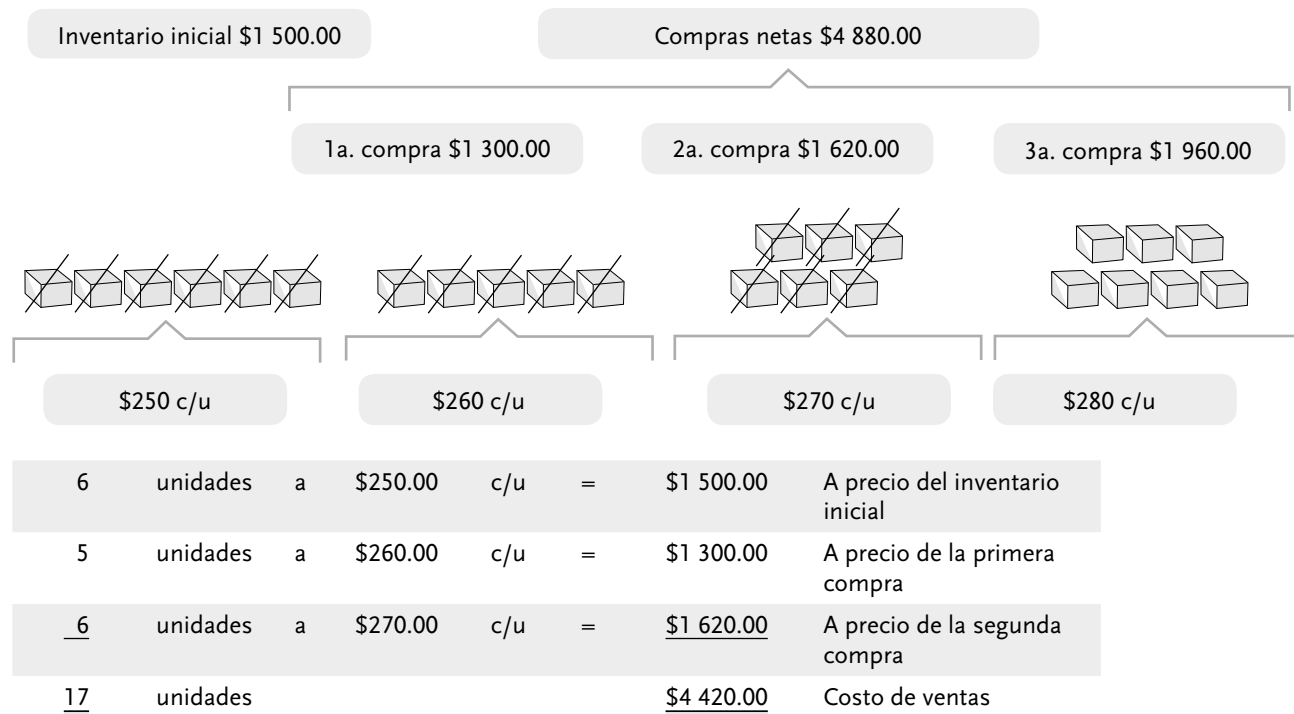 Inventario inicial $1 500.00
Compras netas $4 880.00
1a. compra $1 300.00
2a. compra $1 620.00
3a. compra $1 960.00
$250 c/u
$260 c/u
$270 c/u
$280 c/u
6 unidades a $250.00 c/u = $1 500.00 A precio del inventario
inicial
5 unidades a $260.00 c/u = $1 300.00 A precio de la primera
compra
6 unidades a $270.00 c/u = $1 620.00 A precio de la segunda
compra
17 unidades $4 420.00 Costo de ventas